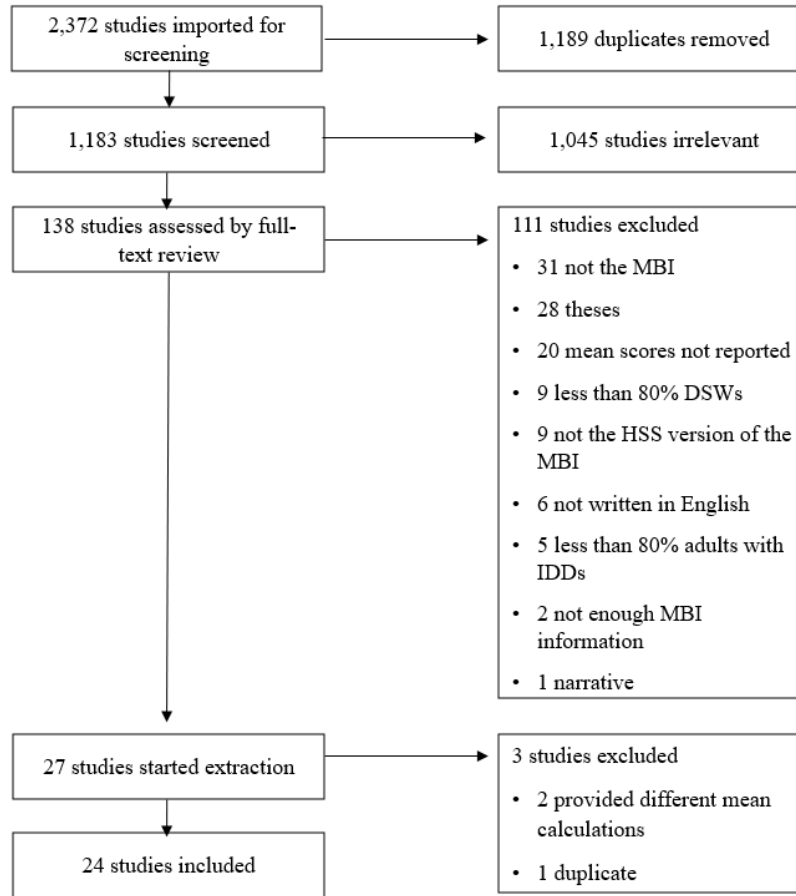 2,372 studies imported for
screening
1,189 duplicates removed
1,183 studies screened
1,045 studies irrelevant
138 studies assessed by full-
text review
111 studies excluded
• 31 not the MBI
• 28 theses
• 20 mean scores not reported
• 9 less than 80% DSWs
• 9 not the HSS version of the
MBI
• 6 not written in English
• 5 less than 80% adults with
IDDs
• 2 not enough MBI
information
• 1 narrative
27 studies started extraction
3 studies excluded
• 2 provided different mean
calculations
• 1 duplicate
24 studies included